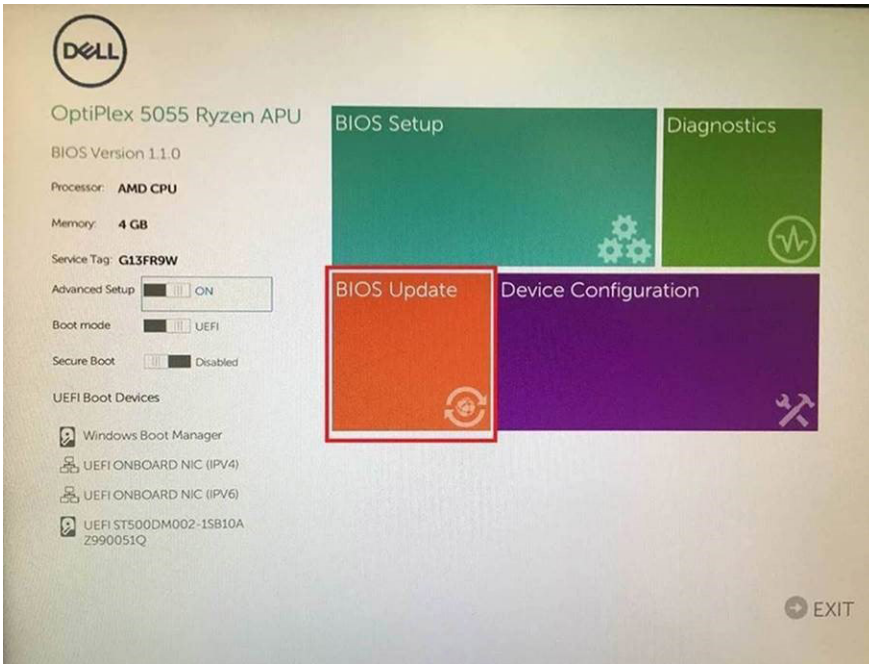 DELL
OptiPlex 5055 Ryzen APU
BIOS Version 1.1.0
Processor: AMD CPU
Memory: 4 GB
Service Tag: G13FR9W
Advanced Setup ON
Boot mode UEFI
Secure Boot Disabled
UEFI Boot Devices
Windows Boot Manager
UEFI ONBOARD NIC (IPV4)
UEFI ONBOARD NIC (IPV6)
UEFI ST500DM002-1SB10A
Z990051Q
BIOS Setup
Diagnostics
BIOS Update
Device Configuration
EXIT